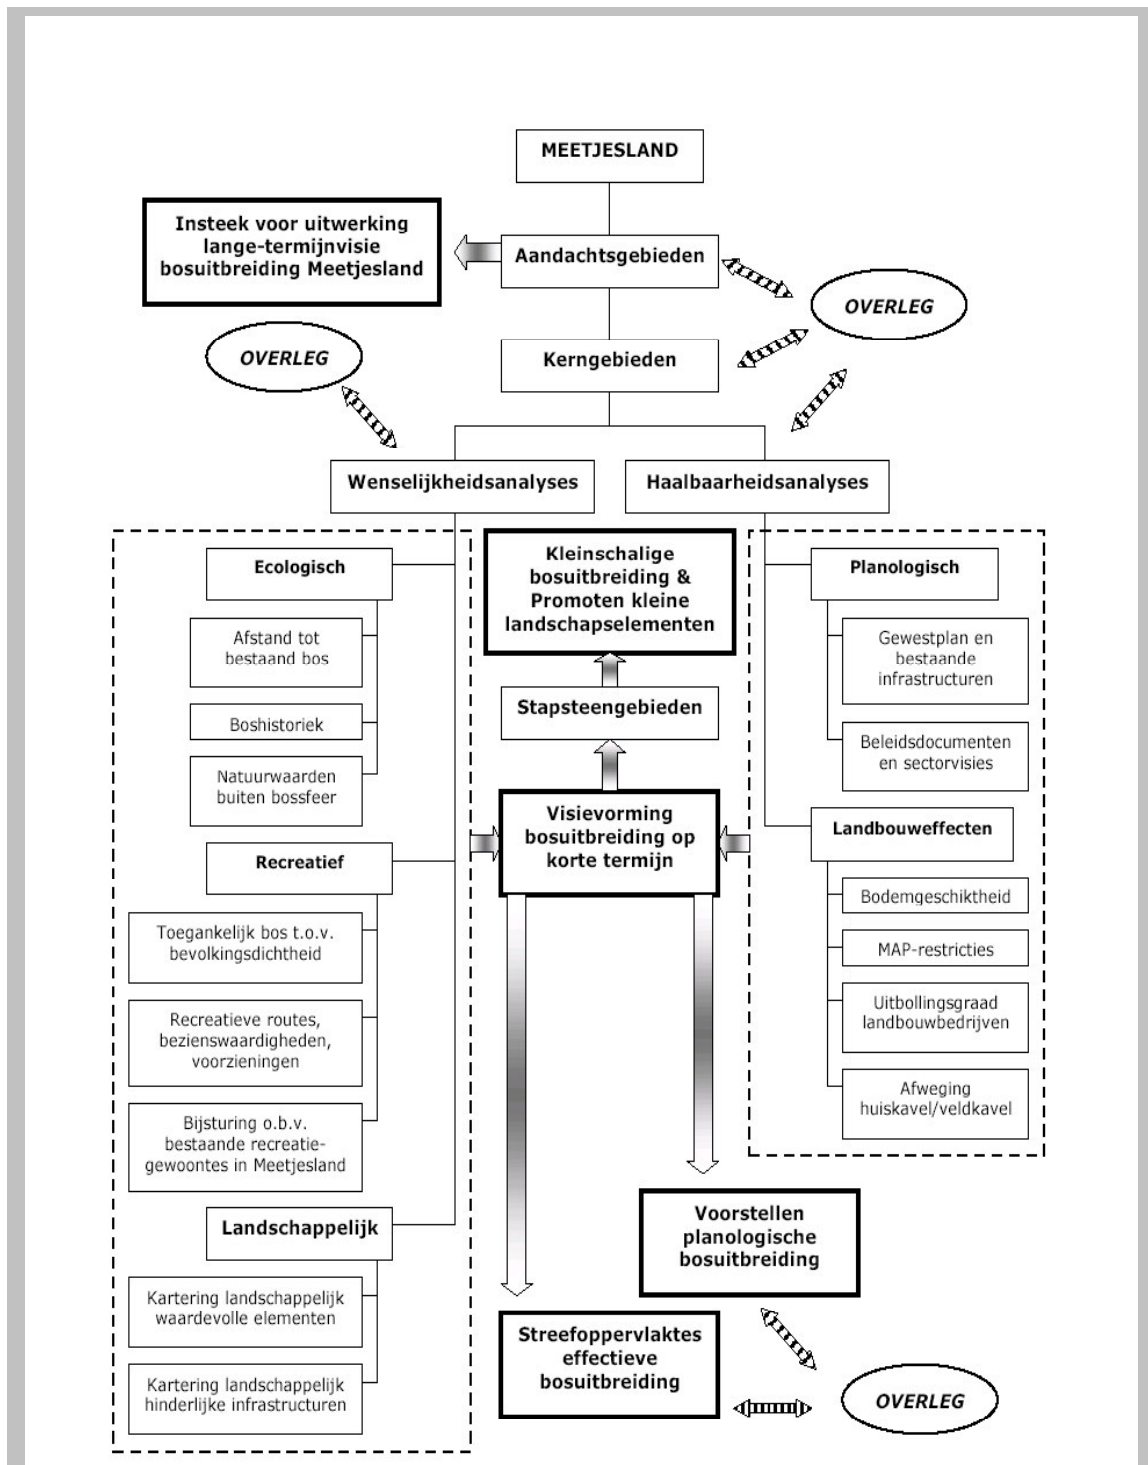 MEETJESLAND
Insteek voor uitwerking
lange-termijnvisie
bosuitbreiding Meetjesland
Aandachtsgebieden
OVERLEG
OVERLEG
Kerngebieden
Wenselijkheidsanalyses
Haalbaarheidsanalyses
Ecologisch
Afstand tot
bestaand bos
Boshistoriek
Natuurwaarden
buiten bossfeer
Recreatief
Toegankelijk bos t.o.v.
bevolkingsdichtheid
Recreatieve routes,
bezienswaardigheden,
voorzieningen
Bijsturing o.b.v.
bestaande recreatie-
gewoontes in Meetjesland
Landschappelijk
Kartering landschappelijk
waardevolle elementen
Kartering landschappelijk
hinderlijke infrastructuren
Kleinschalige
bosuitbreiding &
Promoten kleine
landschapselementen
Stapsteengebieden
Visievorming
bosuitbreiding op
korte termijn
Planologisch
Gewestplan en
bestaande
infrastructuren
Beleidsdocumenten
en sectorvisies
Landbouweffecten
Bodemgeschiktheid
MAP-restricties
Uitbollingsgraad
landbouwbedrijven
Afweging
huiskavel/veldkavel
Voorstellen
planologische
bosuitbreiding
Streefoppervlaktes
effectieve
bosuitbreiding
OVERLEG